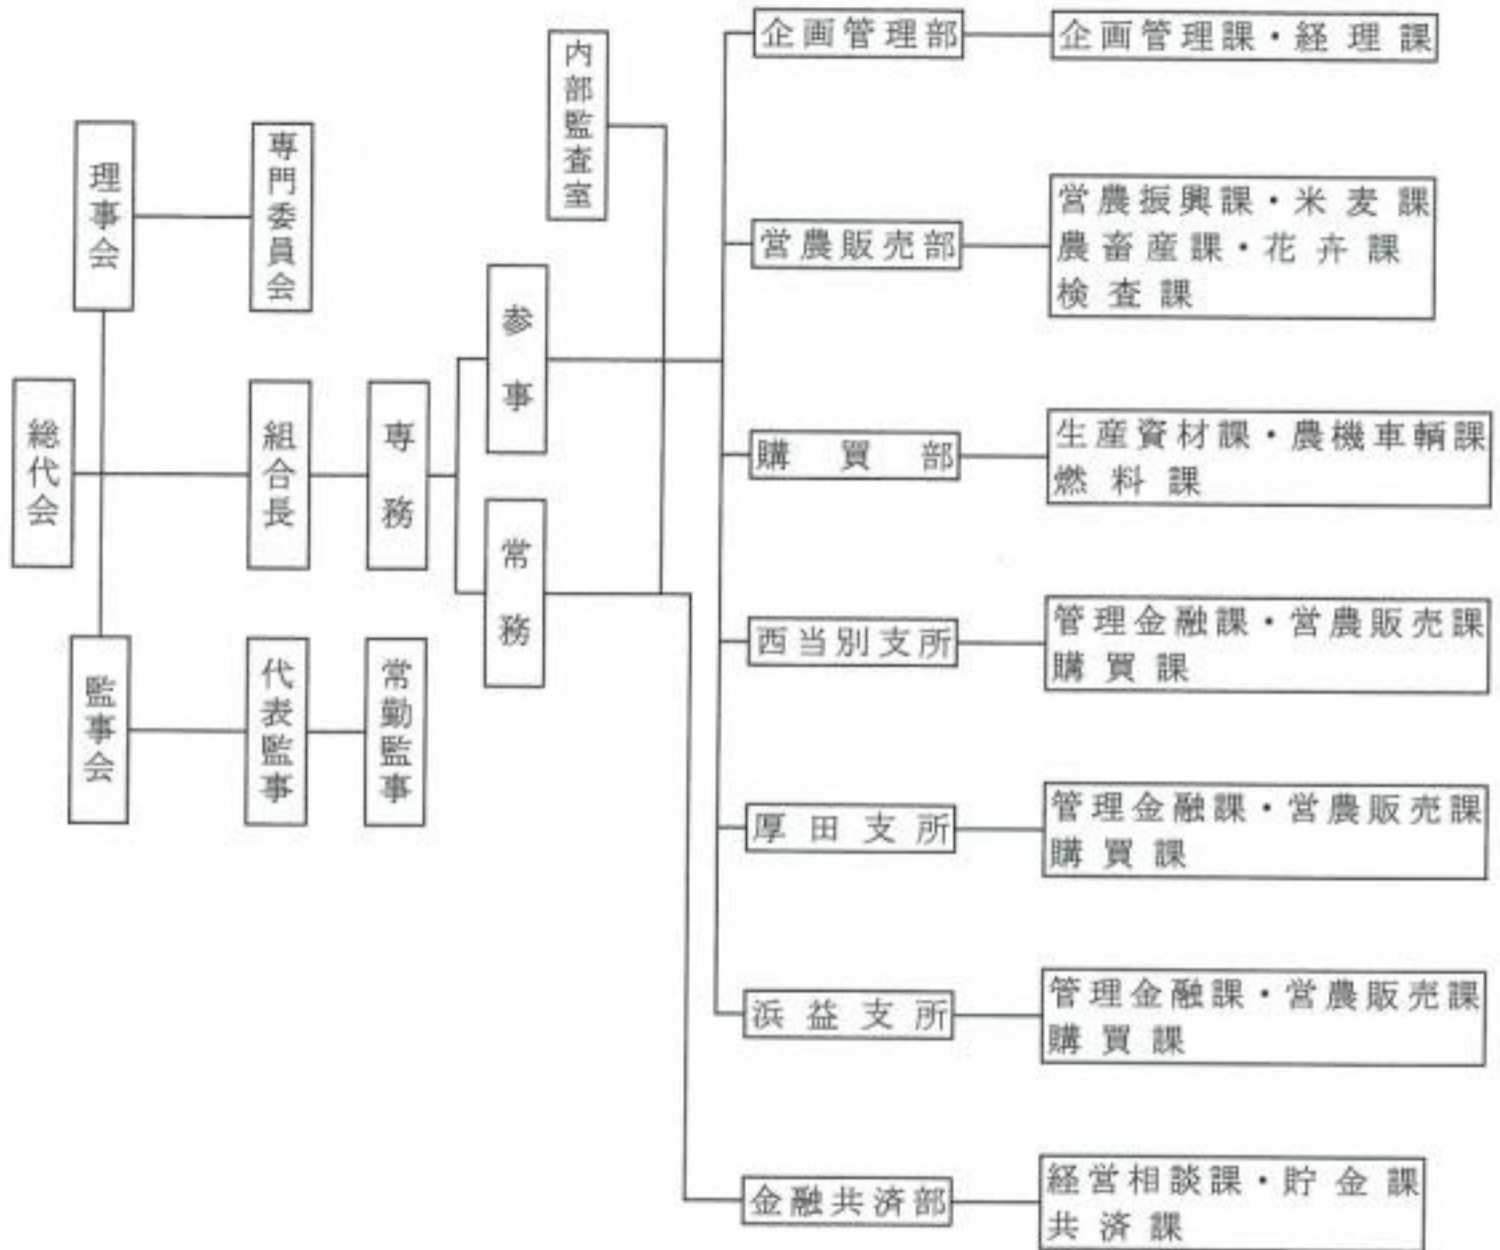 総代会
理事会
専門委員会
組合長
専務
監事会
代表監事
常勤監事
参事
常務
内部監査室
企画管理部
企画管理課・経理課
営農販売部
営農振興課・米麦課
農畜産課・花卉課
検査課
購買部
生産資材課・農機車輌課
燃料課
西当別支所
管理金融課・営農販売課
購買課
厚田支所
管理金融課・営農販売課
購買課
浜益支所
管理金融課・営農販売課
購買課
金融共済部
経営相談課・貯金課
共済課